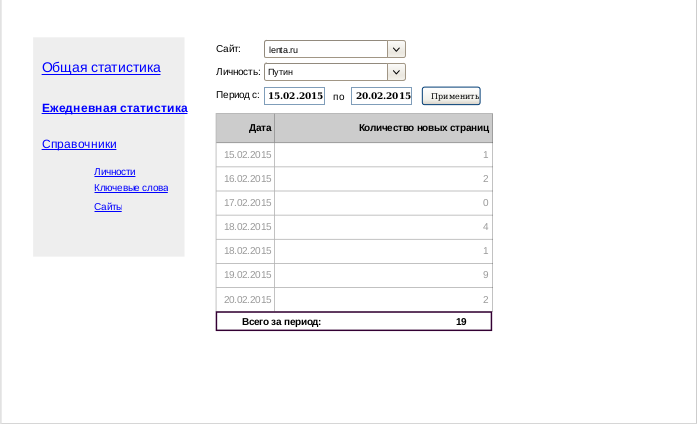 Общая статистика
Ежедневная статистика
Справочники
Личности
Ключевые слова
Сайты
Сайт: lenta.ru
Личность: Путин
Период с: 15.02.2015 по 20.02.2015 Применить
Дата Количество новых страниц
15.02.2015 1
16.02.2015 2
17.02.2015 0
18.02.2015 4
18.02.2015 1
19.02.2015 9
20.02.2015 2
Всего за период: 19